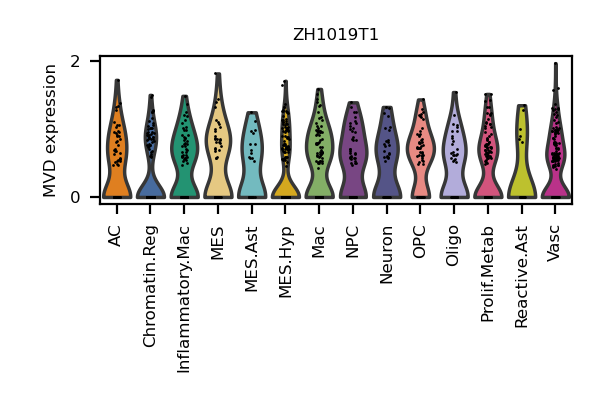 ZH1019T1
MVD expression
2
0
AC
Chromatin.Reg
Inflammatory.Mac
MES
MES.Ast
MES.Hyp
Mac
NPC
Neuron
OPC
Oligo
Prolif.Metab
Reactive.Ast
Vasc